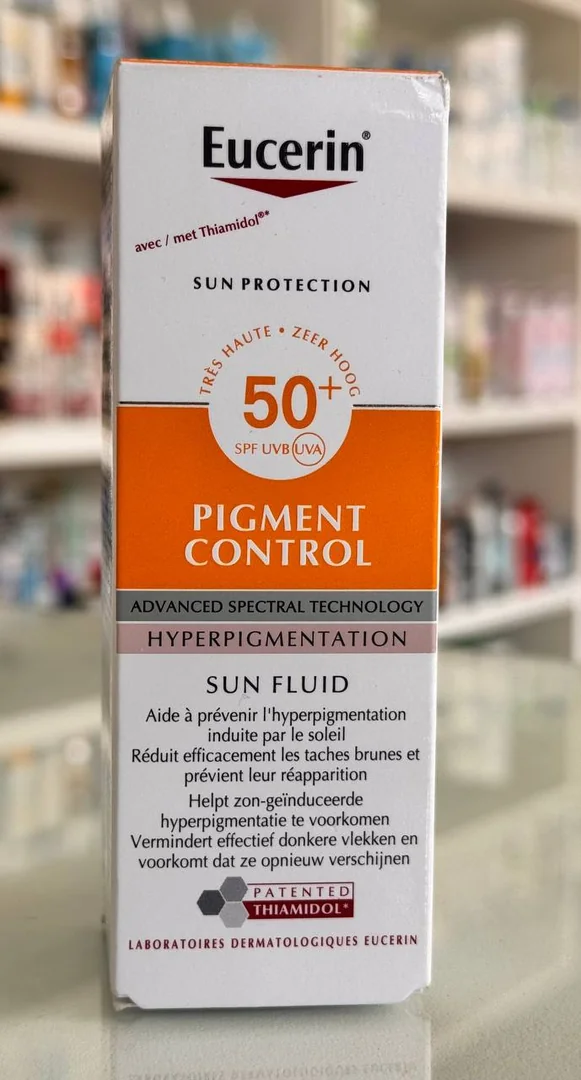 Eucerin®
avec / met Thiamidol®*
SUN PROTECTION
TRÈS HAUTE • ZEER HOOG
50+
SPF UVB UVA
PIGMENT
CONTROL
ADVANCED SPECTRAL TECHNOLOGY
HYPERPIGMENTATION
SUN FLUID
Aide à prévenir l'hyperpigmentation
induite par le soleil
Réduit efficacement les taches brunes et
prévient leur réapparition
Helpt zon-geïnduceerde
hyperpigmentatie te voorkomen
Vermindert effectief donkere vlekken en
voorkomt dat ze opnieuw verschijnen
PATENTED
THIAMIDOL*
LABORATOIRES DERMATOLOGIQUES EUCERIN